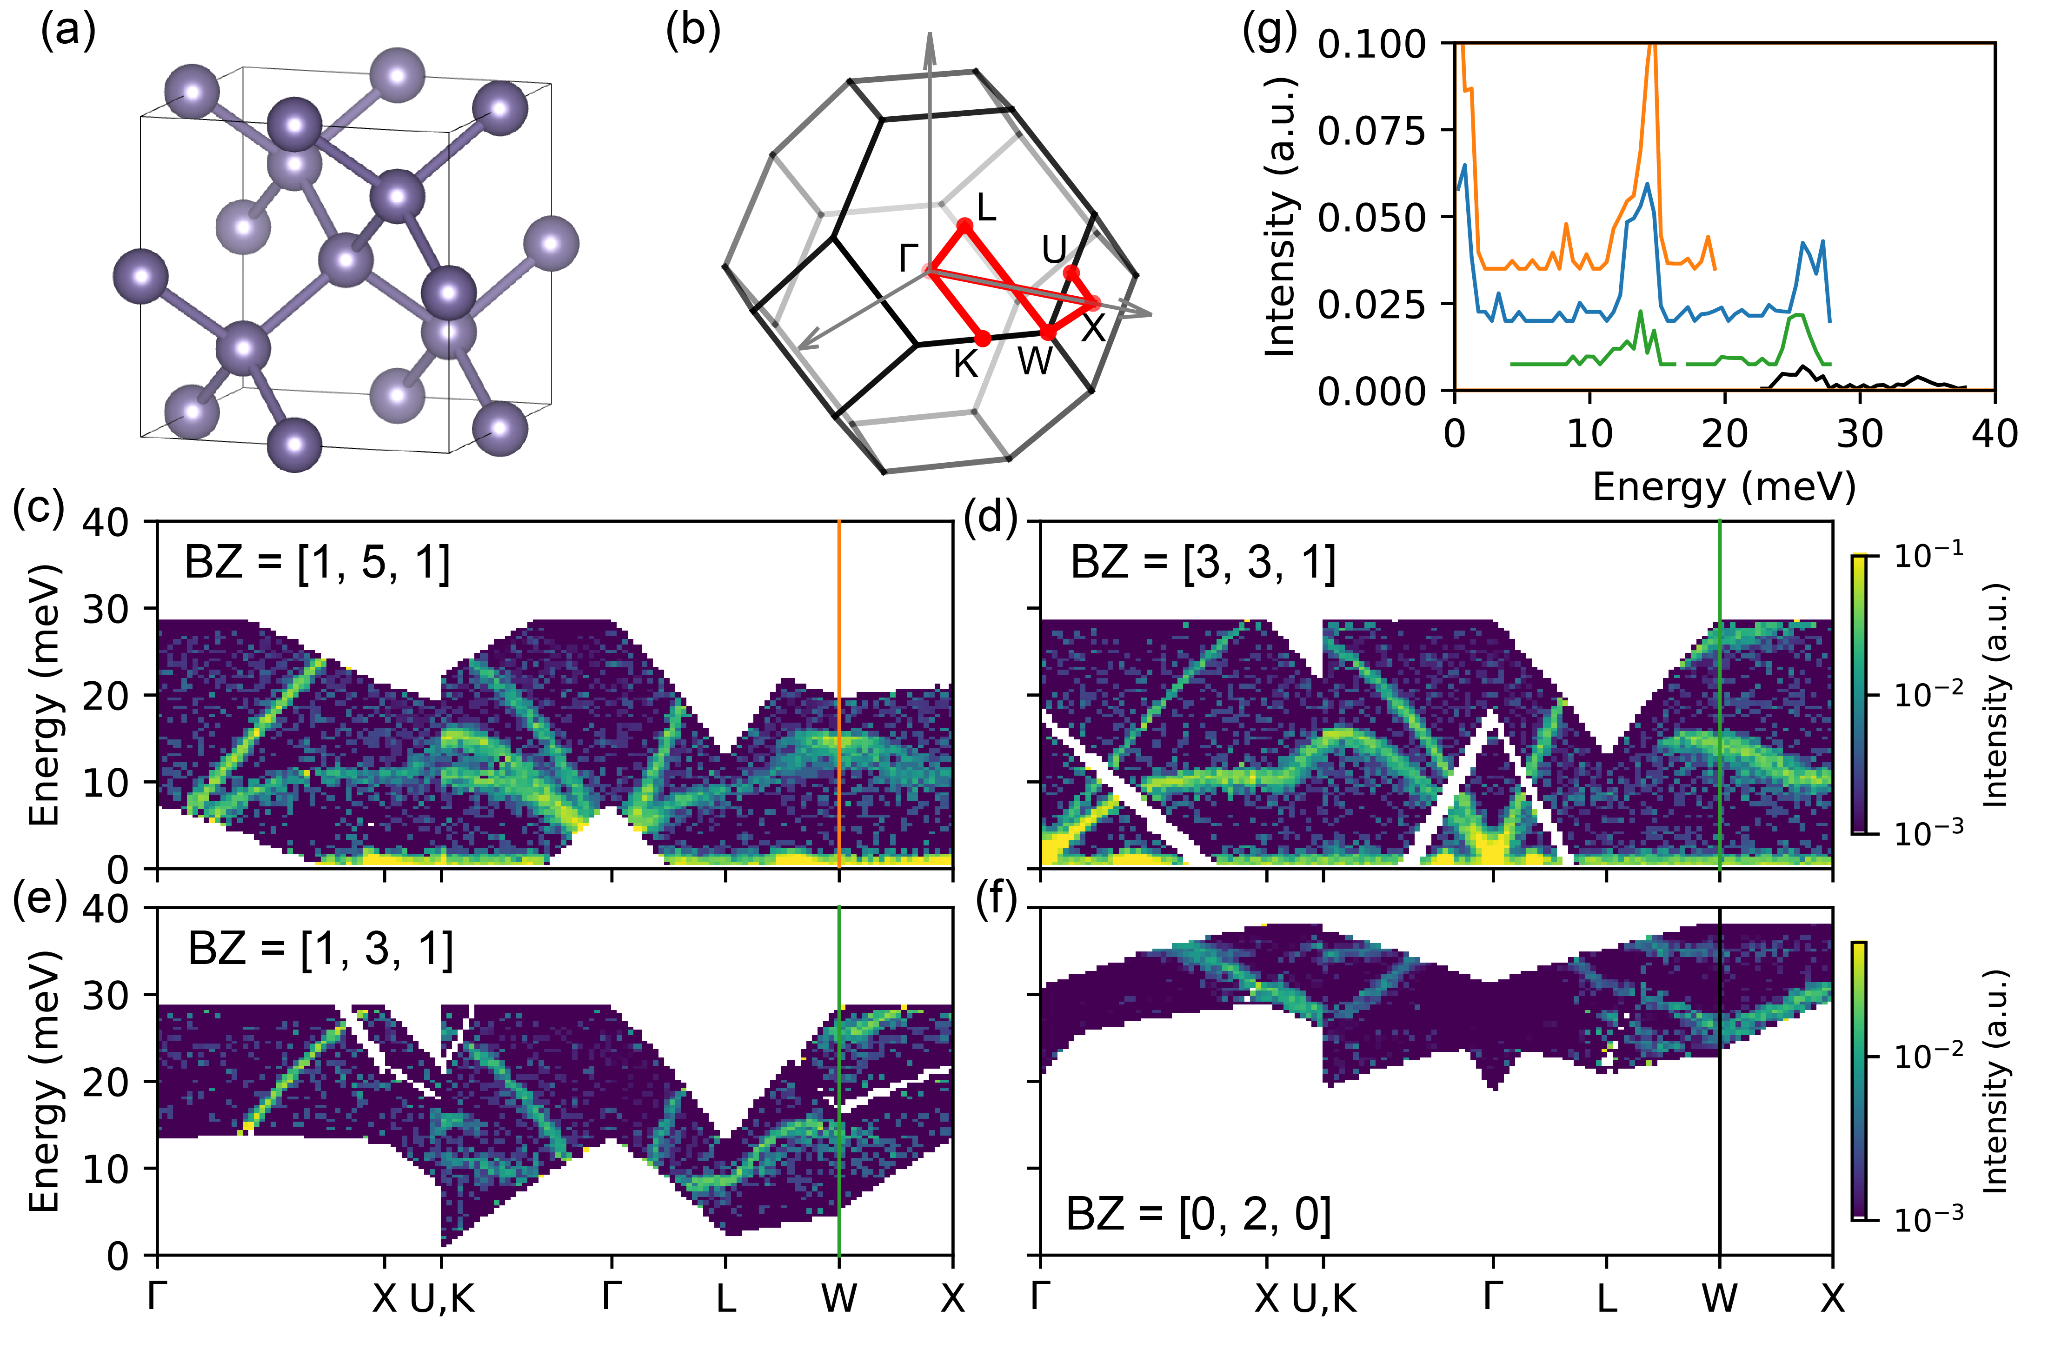 (a)
(b)
Γ
L
U
X
K
W
(g)
Intensity (a.u.)
0.100
0.075
0.050
0.025
0.000
0 10 20 30 40
Energy (meV)
(c)
Energy (meV)
40
30
20
10
0
BZ = [1, 5, 1]
(d)
BZ = [3, 3, 1]
10⁻¹
10⁻²
10⁻³
Intensity (a.u.)
(e)
Energy (meV)
40
30
20
10
0
BZ = [1, 3, 1]
Γ X U,K Γ L W X
(f)
BZ = [0, 2, 0]
Γ X U,K Γ L W X
10⁻²
10⁻³
Intensity (a.u.)